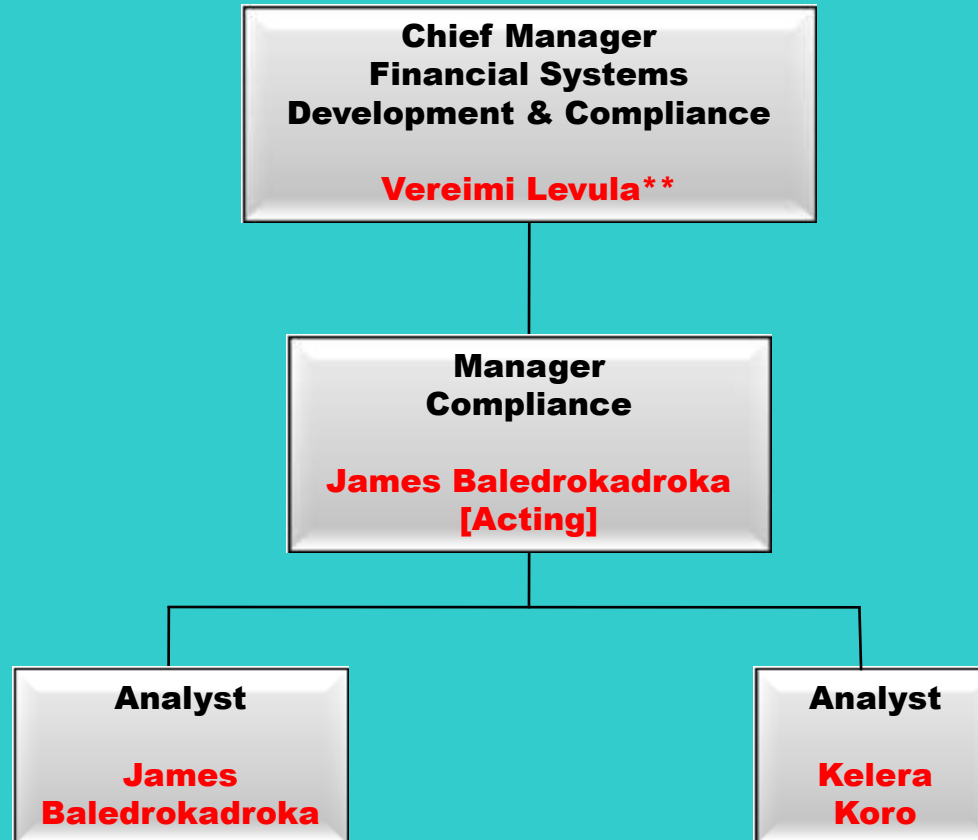 Chief Manager
Financial Systems
Development & Compliance
Vereimi Levula**
Manager
Compliance
James Baledrokadroka
[Acting]
Analyst
James
Baledrokadroka
Analyst
Kelera
Koro